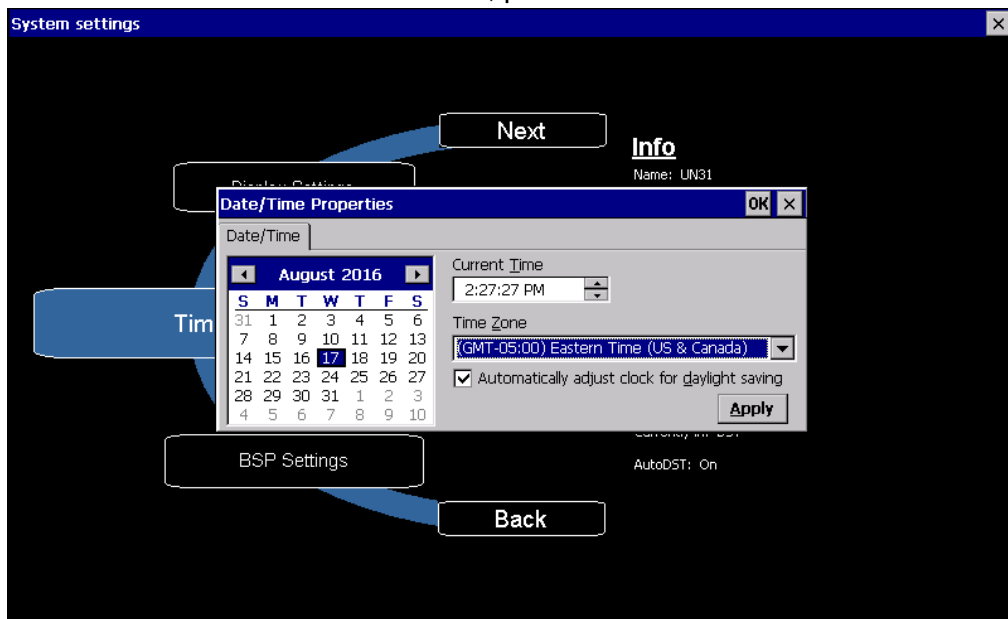 System settings
Next
Info
Name: UN31
Date/Time Properties OK
Date/Time
August 2016
S M T W T F S
31 1 2 3 4 5 6
7 8 9 10 11 12 13
14 15 16 17 18 19 20
21 22 23 24 25 26 27
28 29 30 31 1 2 3
4 5 6 7 8 9 10
Current Time
2:27:27 PM
Time Zone
(GMT-05:00) Eastern Time (US & Canada)
Automatically adjust clock for daylight saving
Apply
Tim
BSP Settings
AutoDST: On
Back